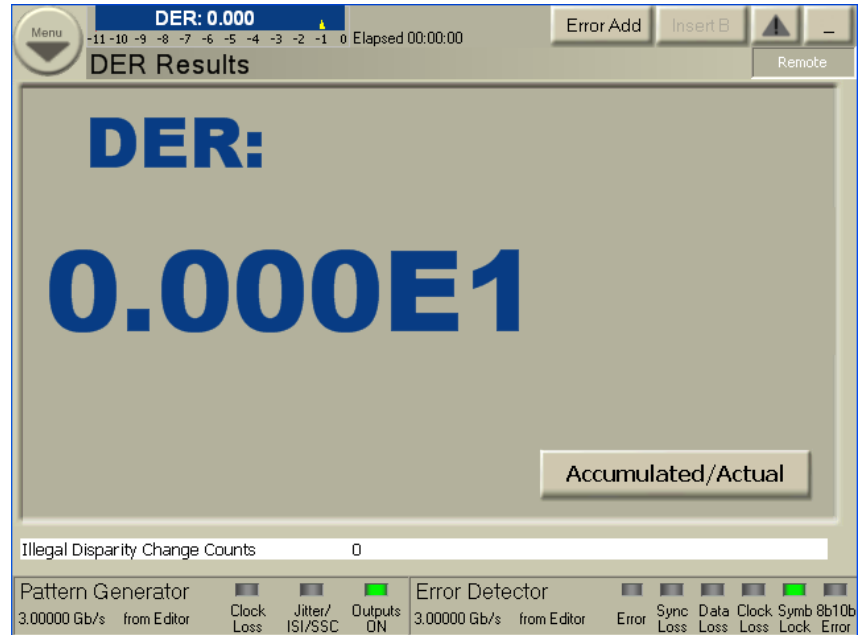 Menu
DER: 0.000
-11 -10 -9 -8 -7 -6 -5 -4 -3 -2 -1 0 Elapsed 00:00:00
Error Add
Insert B
_
DER Results
Remote
DER:
0.000E1
Accumulated/Actual
Illegal Disparity Change Counts 0
Pattern Generator
3.00000 Gb/s from Editor
Clock Loss
Jitter/ ISI/SSC
Outputs ON
Error Detector
3.00000 Gb/s from Editor
Error
Sync Loss
Data Loss
Clock Loss
Symb Lock
8b10b Error